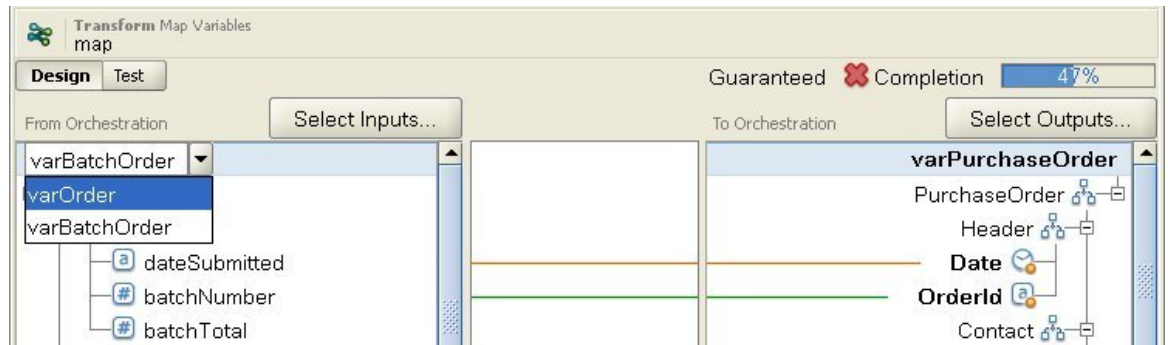 Transform Map Variables
map
Design Test
Guaranteed Completion 47%
From Orchestration Select Inputs... To Orchestration Select Outputs...
varBatchOrder varPurchaseOrder
varOrder PurchaseOrder
varBatchOrder Header
dateSubmitted Date
batchNumber OrderId
batchTotal Contact